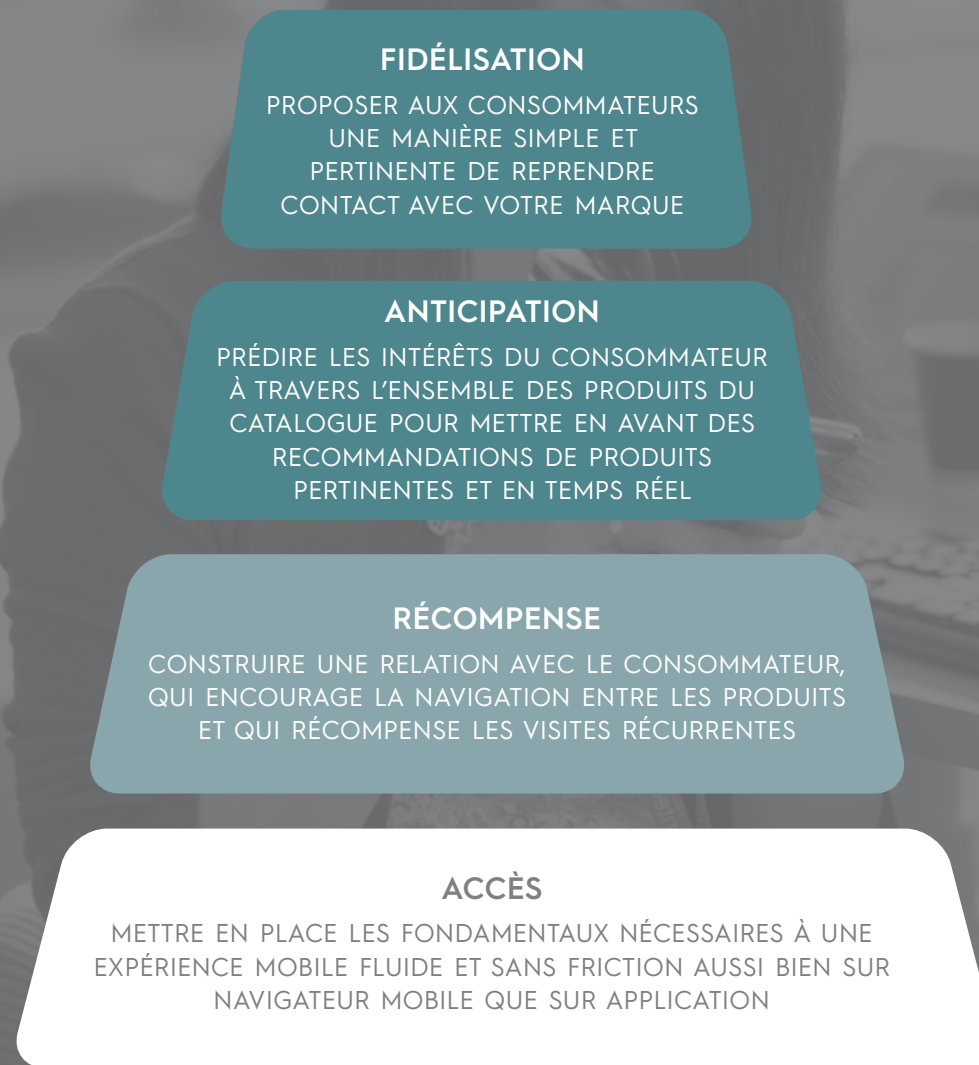 FIDÉLISATION
PROPOSER AUX CONSOMMATEURS
UNE MANIÈRE SIMPLE ET
PERTINENTE DE REPRENDRE
CONTACT AVEC VOTRE MARQUE
ANTICIPATION
PRÉDIRE LES INTÉRÊTS DU CONSOMMATEUR
À TRAVERS L’ENSEMBLE DES PRODUITS DU
CATALOGUE POUR METTRE EN AVANT DES
RECOMMANDATIONS DE PRODUITS
PERTINENTES ET EN TEMPS RÉEL
RÉCOMPENSE
CONSTRUIRE UNE RELATION AVEC LE CONSOMMATEUR,
QUI ENCOURAGE LA NAVIGATION ENTRE LES PRODUITS
ET QUI RÉCOMPENSE LES VISITES RÉCURRENTES
ACCÈS
METTRE EN PLACE LES FONDAMENTAUX NÉCESSAIRES À UNE
EXPÉRIENCE MOBILE FLUIDE ET SANS FRICTION AUSSI BIEN SUR
NAVIGATEUR MOBILE QUE SUR APPLICATION